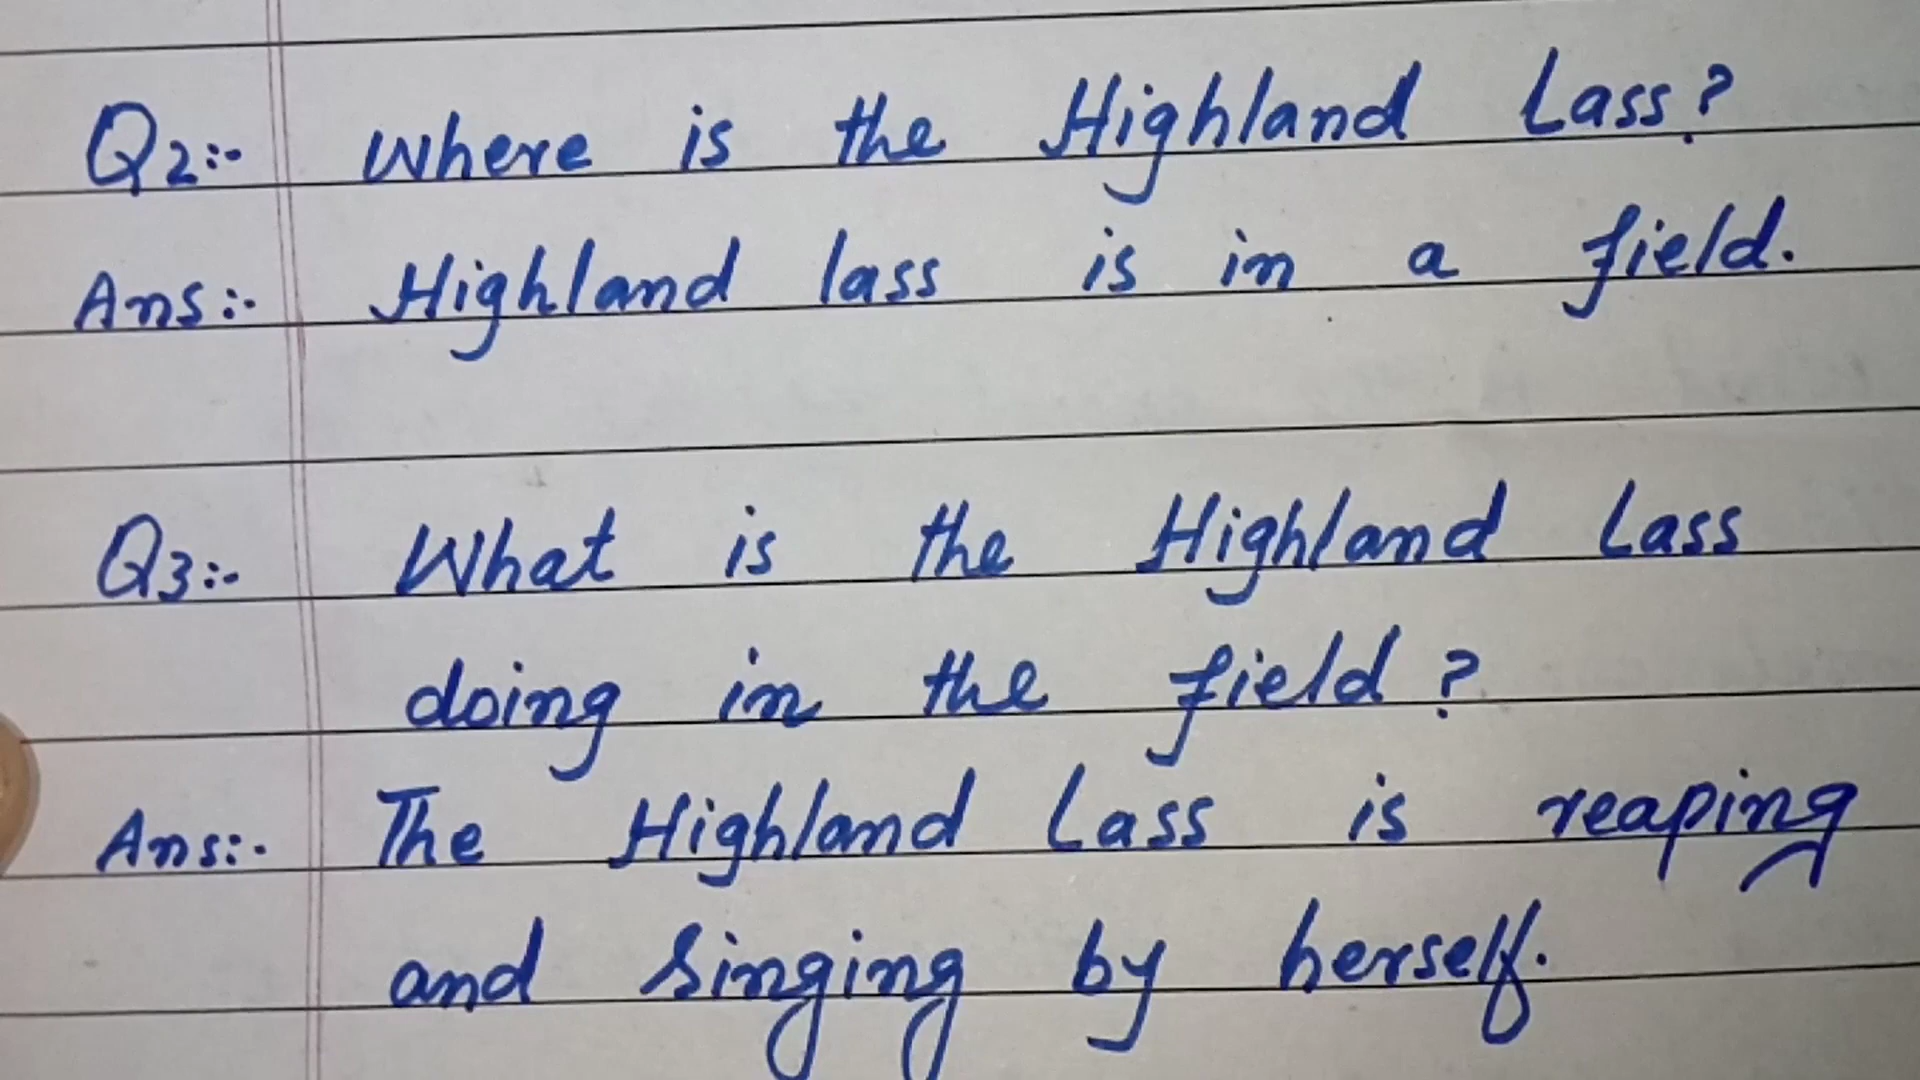 Q2:- Where is the Highland Lass?
Ans:- Highland lass is in a field.
Q3:- What is the Highland Lass
doing in the field?
Ans:- The Highland Lass is reaping
and singing by herself.